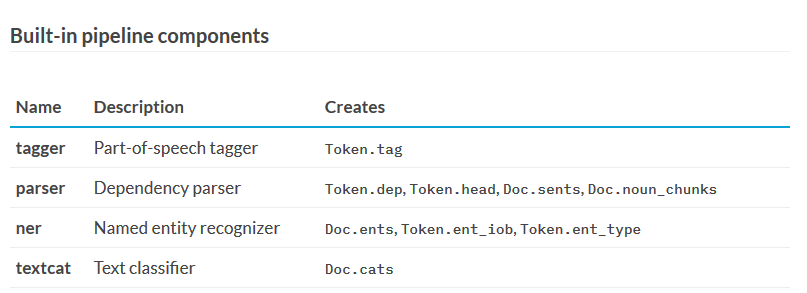 Built-in pipeline components
Name Description Creates
tagger Part-of-speech tagger Token.tag
parser Dependency parser Token.dep, Token.head, Doc.sents, Doc.noun_chunks
ner Named entity recognizer Doc.ents, Token.ent_iob, Token.ent_type
textcat Text classifier Doc.cats